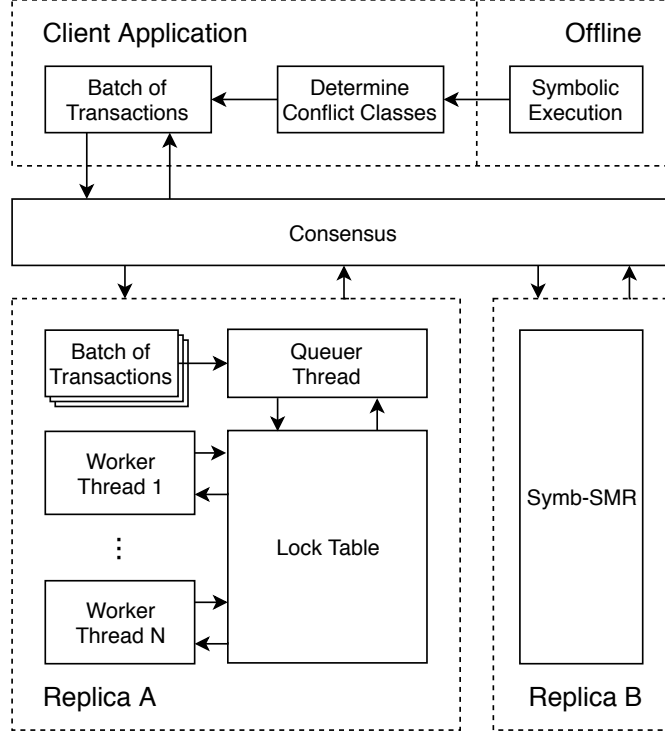 Client Application
Offline
Batch of
Transactions
Determine
Conflict Classes
Symbolic
Execution
Consensus
Batch of
Transactions
Queuer
Thread
Worker
Thread 1
⋮
Lock Table
Worker
Thread N
Replica A
Symb-SMR
Replica B